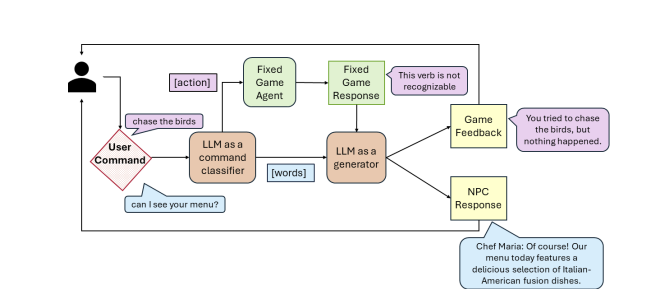 [action]
Fixed
Game
Agent
Fixed
Game
Response
This verb is not
recognizable
chase the birds
User
Command
LLM as a
command
classifier
[words]
LLM as a
generator
Game
Feedback
You tried to chase
the birds, but
nothing happened.
can I see your menu?
NPC
Response
Chef Maria: Of course! Our
menu today features a
delicious selection of Italian-
American fusion dishes.